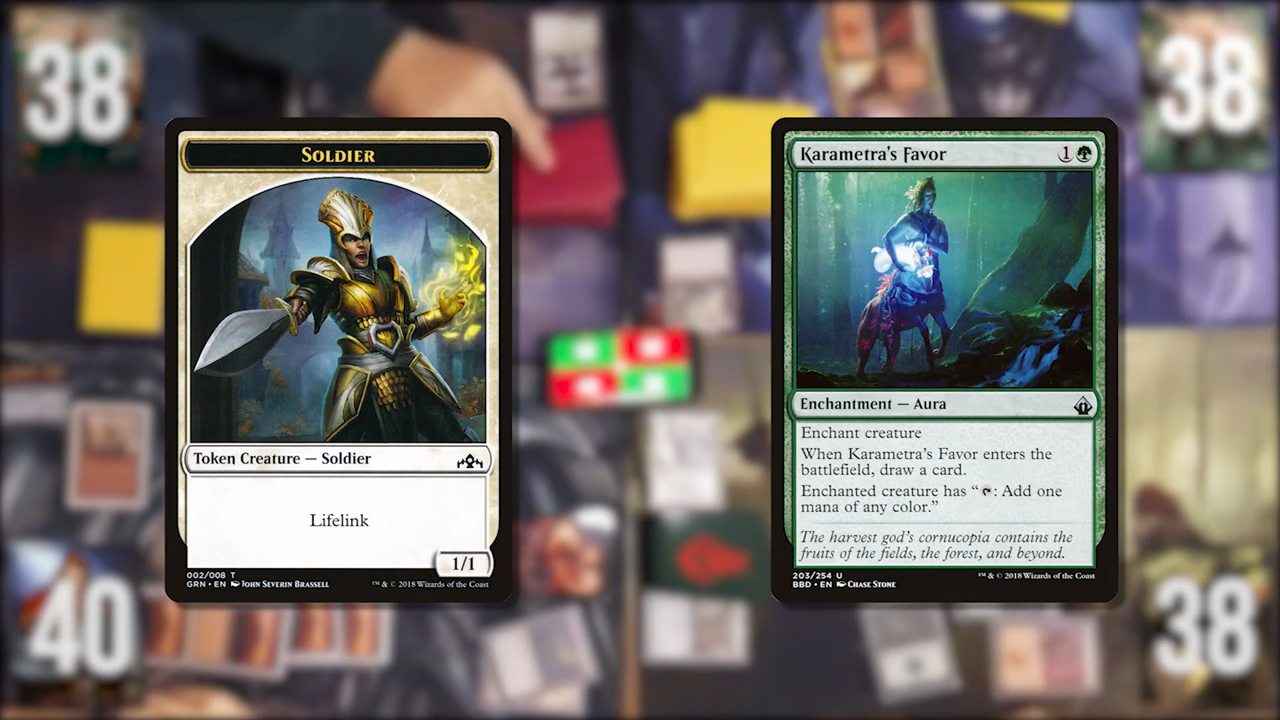 38
38
SOLDIER
Token Creature — Soldier
Lifelink
1/1
002/008 T
GRN • EN JOHN SEVERIN BRASSELL
™ & © 2018 Wizards of the Coast
Karametra's Favor
1
Enchantment — Aura
Enchant creature
When Karametra's Favor enters the
battlefield, draw a card.
Enchanted creature has “: Add one
mana of any color.”
The harvest god's cornucopia contains the
fruits of the fields, the forest, and beyond.
203/254 U
BBD • EN CHASE STONE
™ & © 2018 Wizards of the Coast
40
38